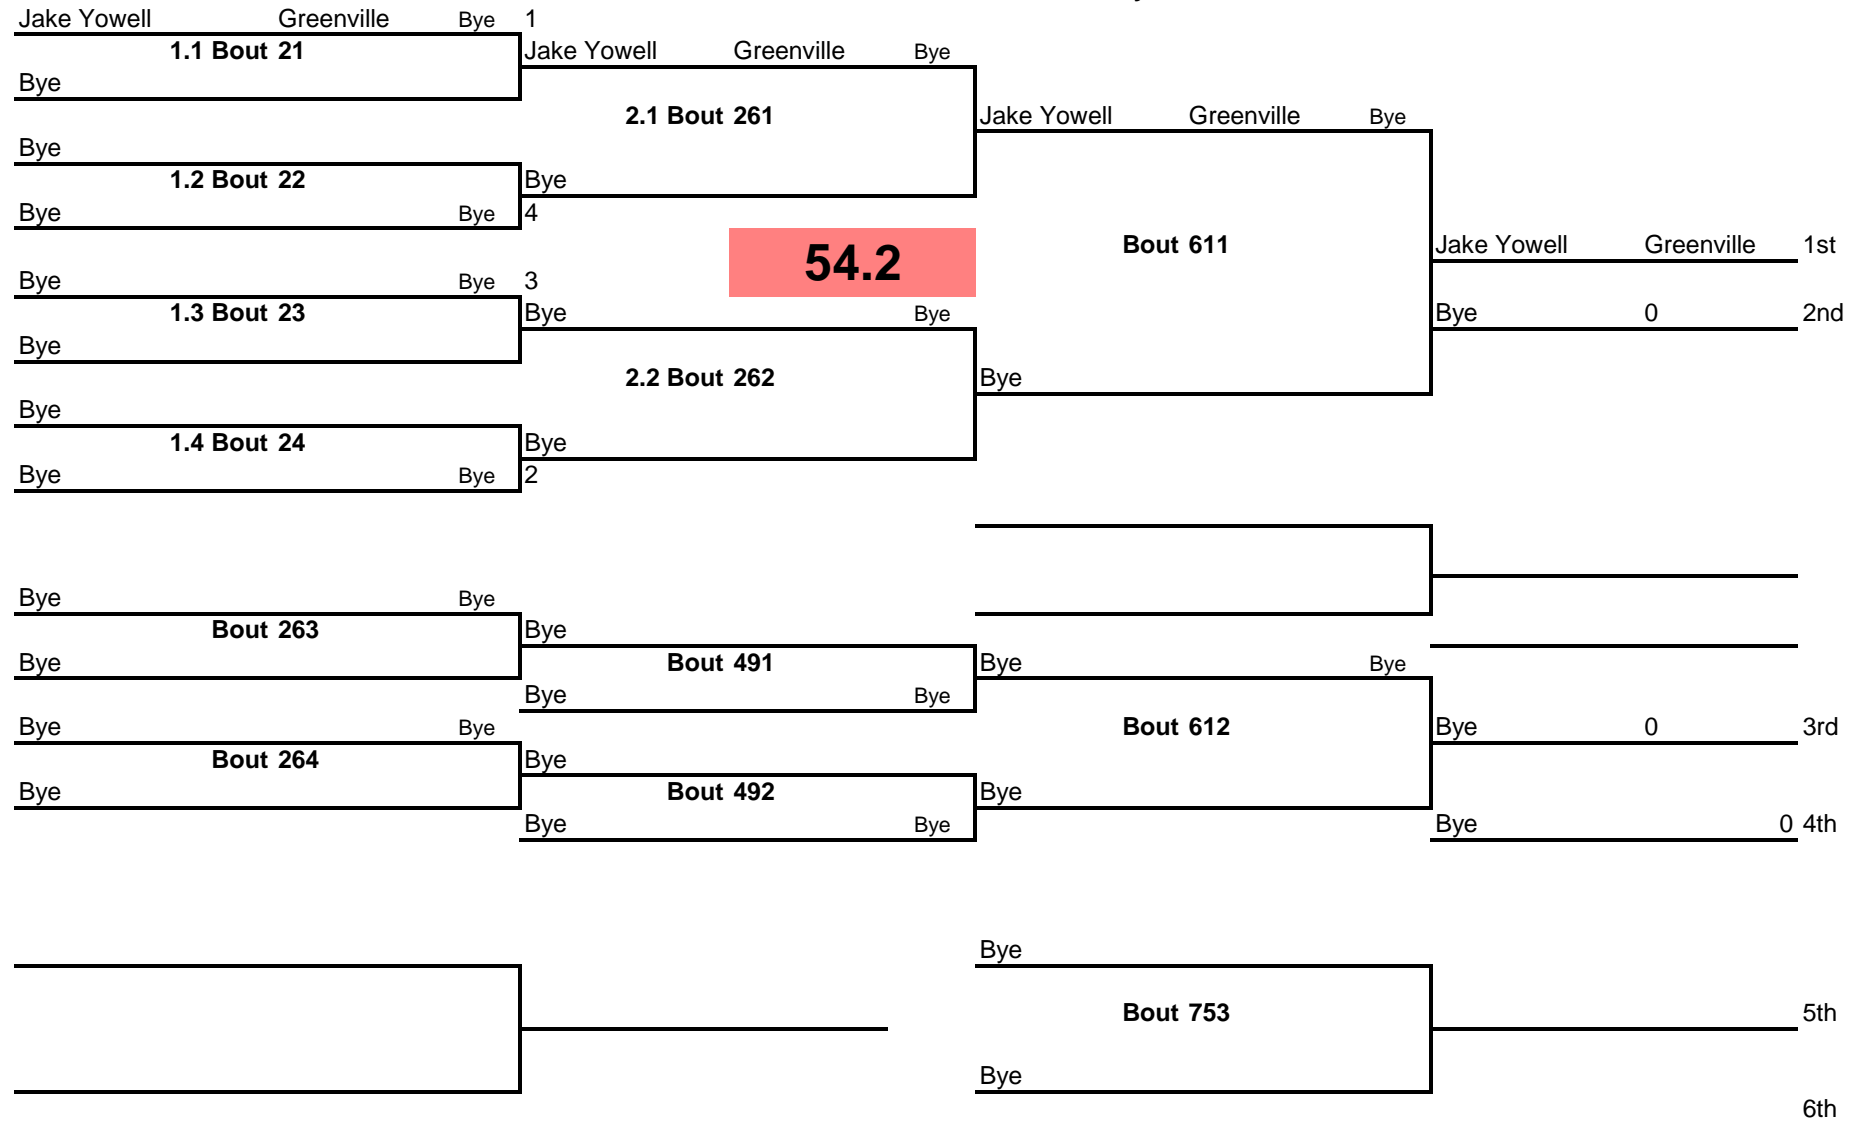 Jake Yowell Greenville Bye 1
1.1 Bout 21 Jake Yowell Greenville Bye
Bye
2.1 Bout 261 Jake Yowell Greenville Bye
Bye
1.2 Bout 22 Bye
Bye Bye 4
54.2 Bout 611 Jake Yowell Greenville 1st
Bye Bye 3
1.3 Bout 23 Bye Bye Bye 0 2nd
Bye
2.2 Bout 262 Bye
Bye
1.4 Bout 24 Bye
Bye Bye 2
Bye Bye
Bout 263 Bye
Bye Bout 491 Bye Bye
Bye Bye
Bye Bye Bout 612 Bye 0 3rd
Bout 264 Bye
Bye Bout 492 Bye
Bye Bye Bye 0 4th
Bye
Bout 753 5th
Bye
6th